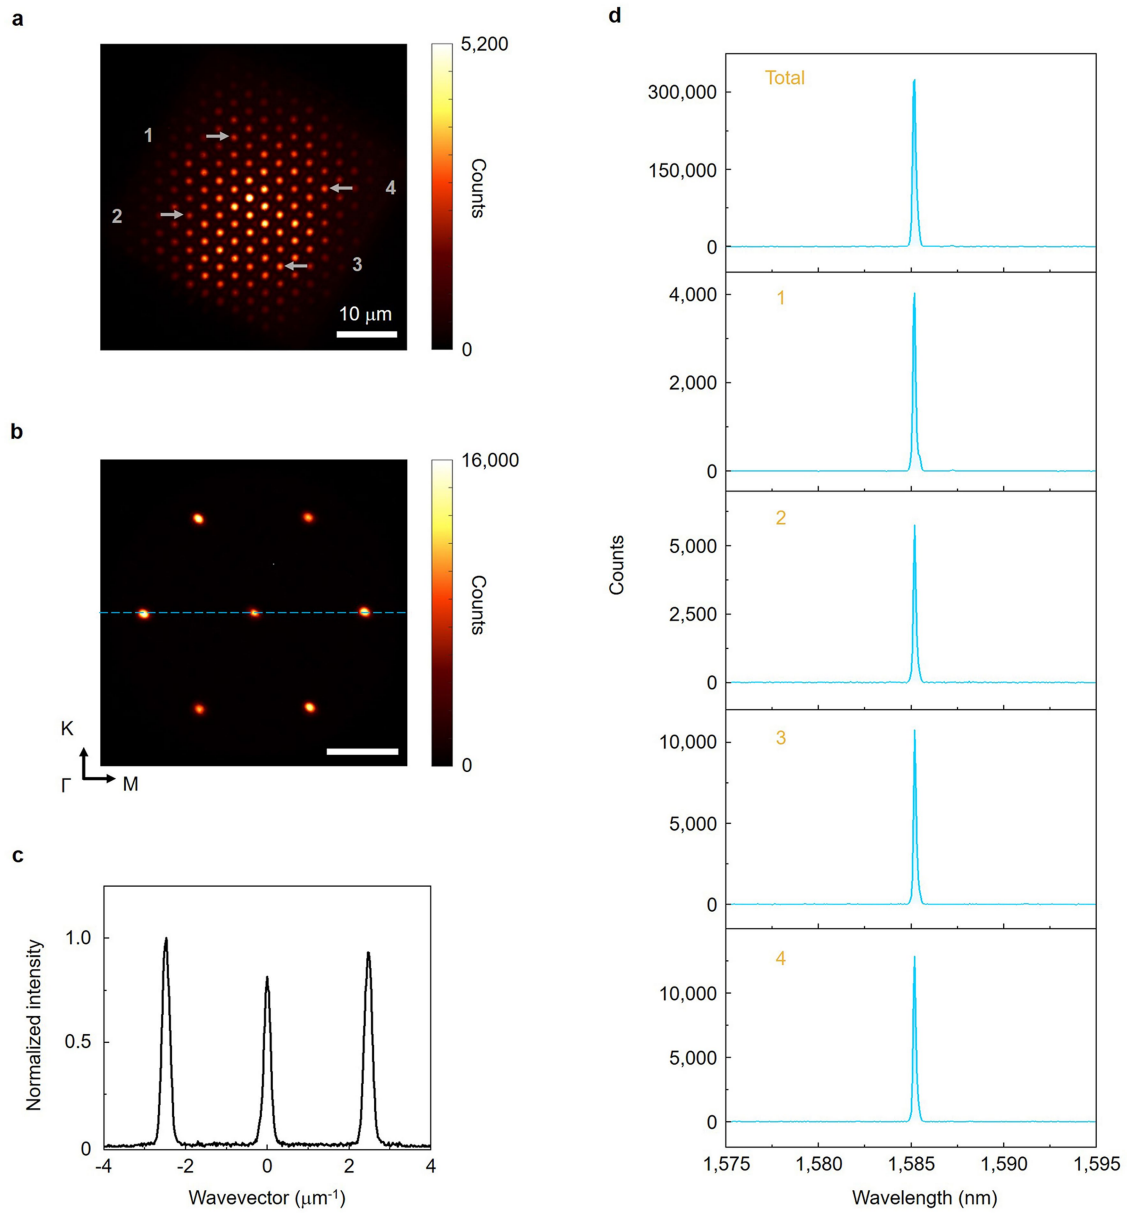 a
5,200
1
4
2
3
10 μm
Counts
0
b
16,000
Counts
0
K
Γ
M
c
Normalized intensity
1.0
0.5
0
-4
-2
0
2
4
Wavevector (μm-1)
d
Counts
Total
300,000
150,000
0
1
4,000
2,000
0
2
5,000
2,500
0
3
10,000
5,000
0
4
10,000
5,000
0
1,575
1,580
1,585
1,590
1,595
Wavelength (nm)